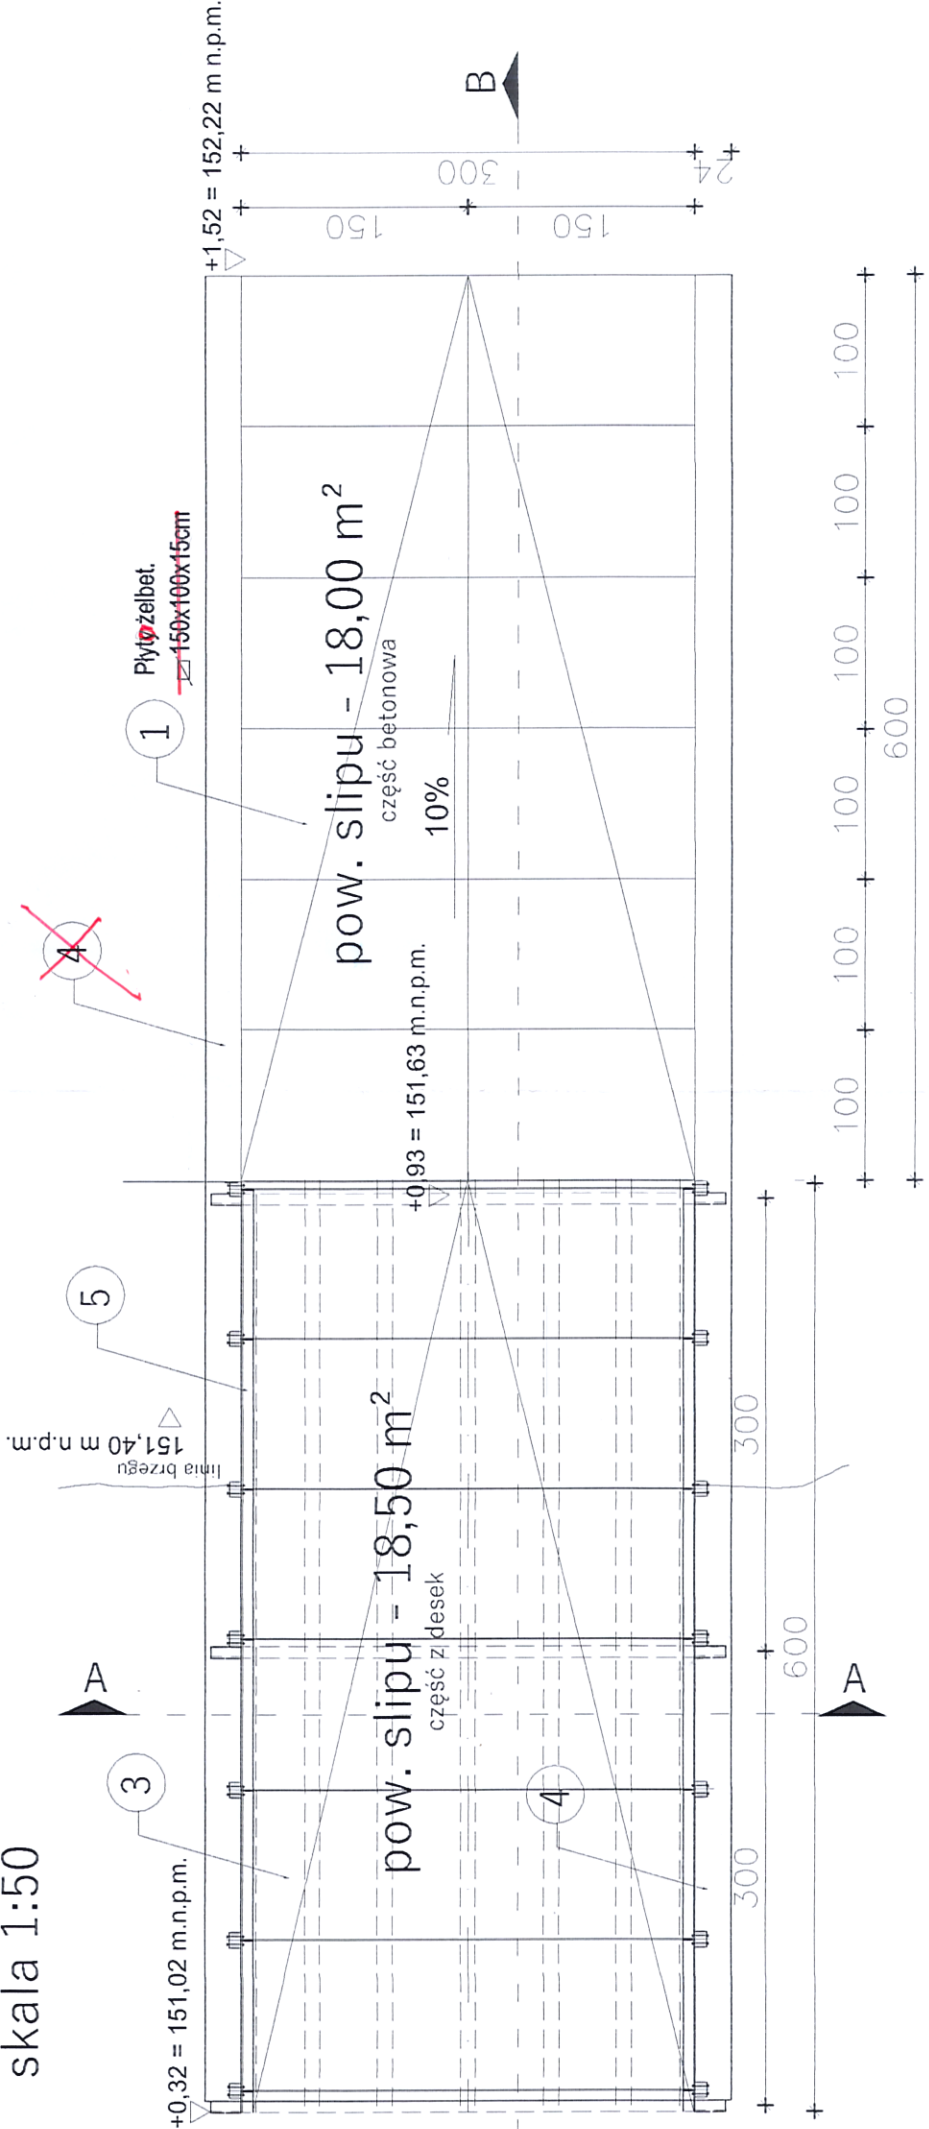 skala 1:50
+0,32 = 151,02 m.n.p.m.
3
A
A
151,40 m n.p.m.
linia brzegu
5
4
pow. slipu - 18,50 m²
część z desek
4
+0,93 = 151,63 m.n.p.m.
1
Płyty żelbet.
150x100x15cm
pow. slipu - 18,00 m²
część betonowa
10%
+1,52 = 152,22 m n.p.m.
B
300
24
150
150
100
100
100
100
100
100
600
300
300
600